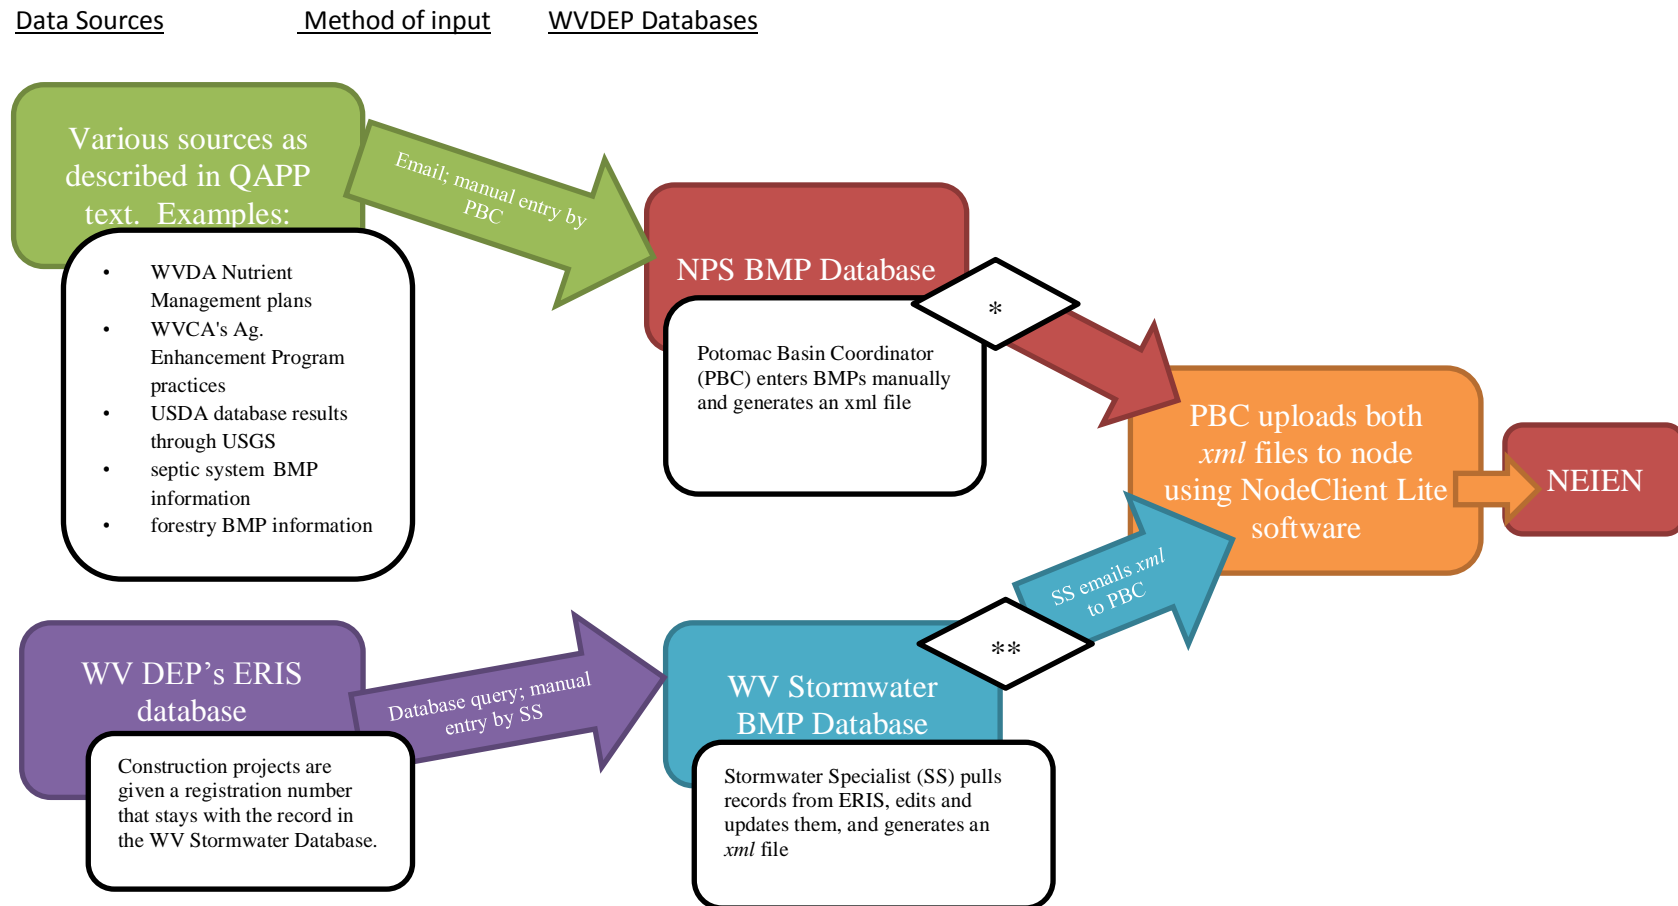 Data Sources
Method of input
WVDEP Databases
Various sources as
described in QAPP
text.  Examples:
• WVDA Nutrient
Management plans
• WVCA's Ag.
Enhancement Program
practices
• USDA database results
through USGS
• septic system BMP
information
• forestry BMP information
Email; manual entry by
PBC
NPS BMP Database
Potomac Basin Coordinator
(PBC) enters BMPs manually
and generates an xml file
*
PBC uploads both
xml files to node
using NodeClient Lite
software
NEIEN
WV DEP’s ERIS
database
Construction projects are
given a registration number
that stays with the record in
the WV Stormwater Database.
Database query; manual
entry by SS
WV Stormwater
BMP Database
Stormwater Specialist (SS) pulls
records from ERIS, edits and
updates them, and generates an
xml file
**
SS emails xml
to PBC